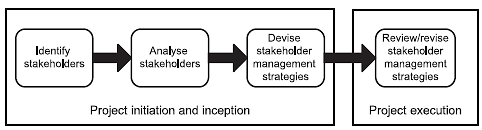 Identify
stakeholders
Analyse
stakeholders
Devise
stakeholder
management
strategies
Review/revise
stakeholder
management
strategies
Project initiation and inception
Project execution